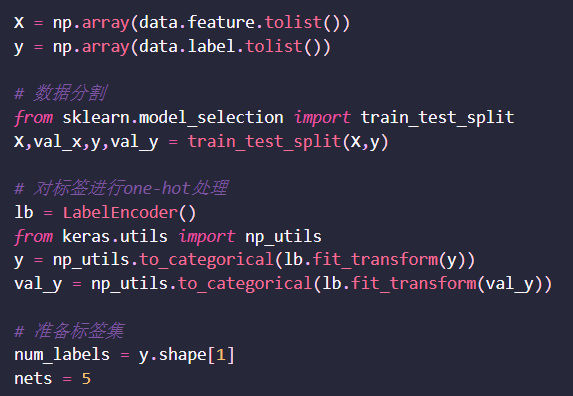 X = np.array(data.feature.tolist())
y = np.array(data.label.tolist())
# 数据分割
from sklearn.model_selection import train_test_split
X,val_x,y,val_y = train_test_split(X,y)
# 对标签进行one-hot处理
lb = LabelEncoder()
from keras.utils import np_utils
y = np_utils.to_categorical(lb.fit_transform(y))
val_y = np_utils.to_categorical(lb.fit_transform(val_y))
# 准备标签集
num_labels = y.shape[1]
nets = 5